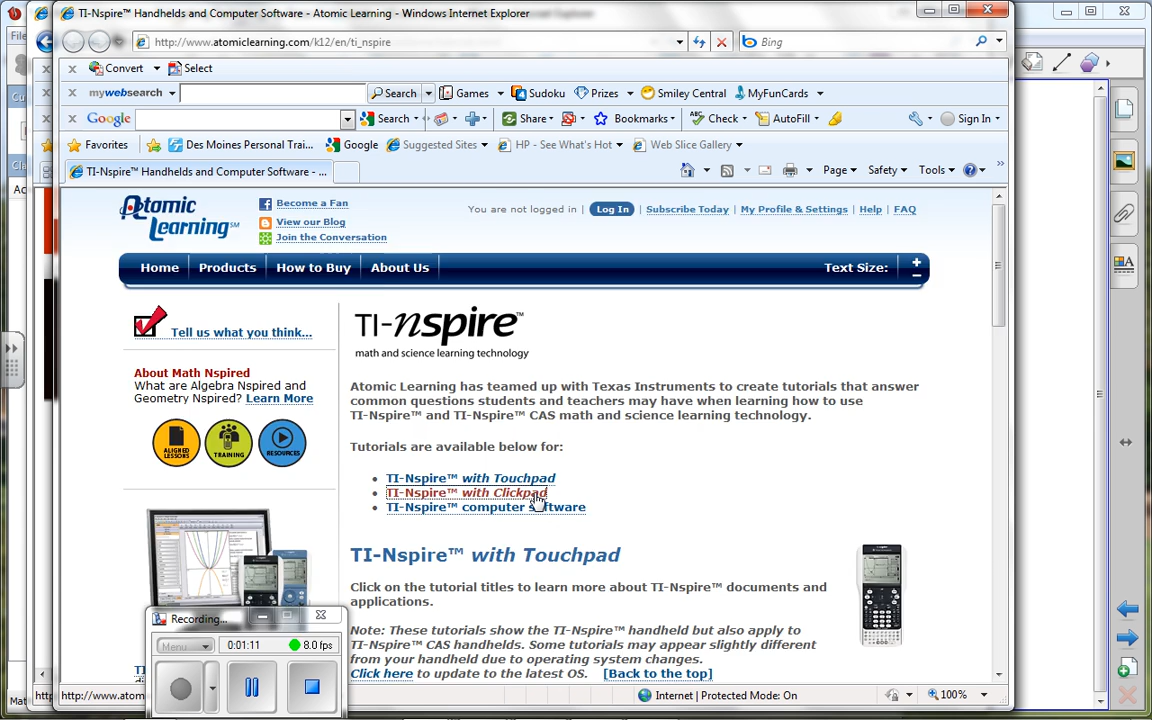 TI-Nspire™ Handhelds and Computer Software - Atomic Learning - Windows Internet Explorer
http://www.atomiclearning.com/k12/en/ti_nspire
Bing
Convert
Select
mywebsearch
Search
Games
Sudoku
Prizes
Smiley Central
MyFunCards
Google
Search
Share
Bookmarks
Check
AutoFill
Sign In
Favorites
Des Moines Personal Trai...
Google
Suggested Sites
HP - See What's Hot
Web Slice Gallery
TI-Nspire™ Handhelds and Computer Software - ...
Page
Safety
Tools
Atomic Learning
Become a Fan
View our Blog
Join the Conversation
You are not logged in | Log In | Subscribe Today | My Profile & Settings | Help | FAQ
Home
Products
How to Buy
About Us
Text Size:
Tell us what you think...
About Math Nspired
What are Algebra Nspired and
Geometry Nspired? Learn More
ALIGNED LESSONS
TRAINING
RESOURCES
TI-nspire™
math and science learning technology
Atomic Learning has teamed up with Texas Instruments to create tutorials that answer
common questions students and teachers may have when learning how to use
TI-Nspire™ and TI-Nspire™ CAS math and science learning technology.
Tutorials are available below for:
TI-Nspire™ with Touchpad
TI-Nspire™ with Clickpad
TI-Nspire™ computer software
TI-Nspire™ with Touchpad
Click on the tutorial titles to learn more about TI-Nspire™ documents and
applications.
Note: These tutorials show the TI-Nspire™ handheld but also apply to
TI-Nspire™ CAS handhelds. Some tutorials may appear slightly different
from your handheld due to operating system changes.
Click here to update to the latest OS. [Back to the top]
Recording...
Menu
0:01:11
8.0 fps
http://www.atom
Internet | Protected Mode: On
100%